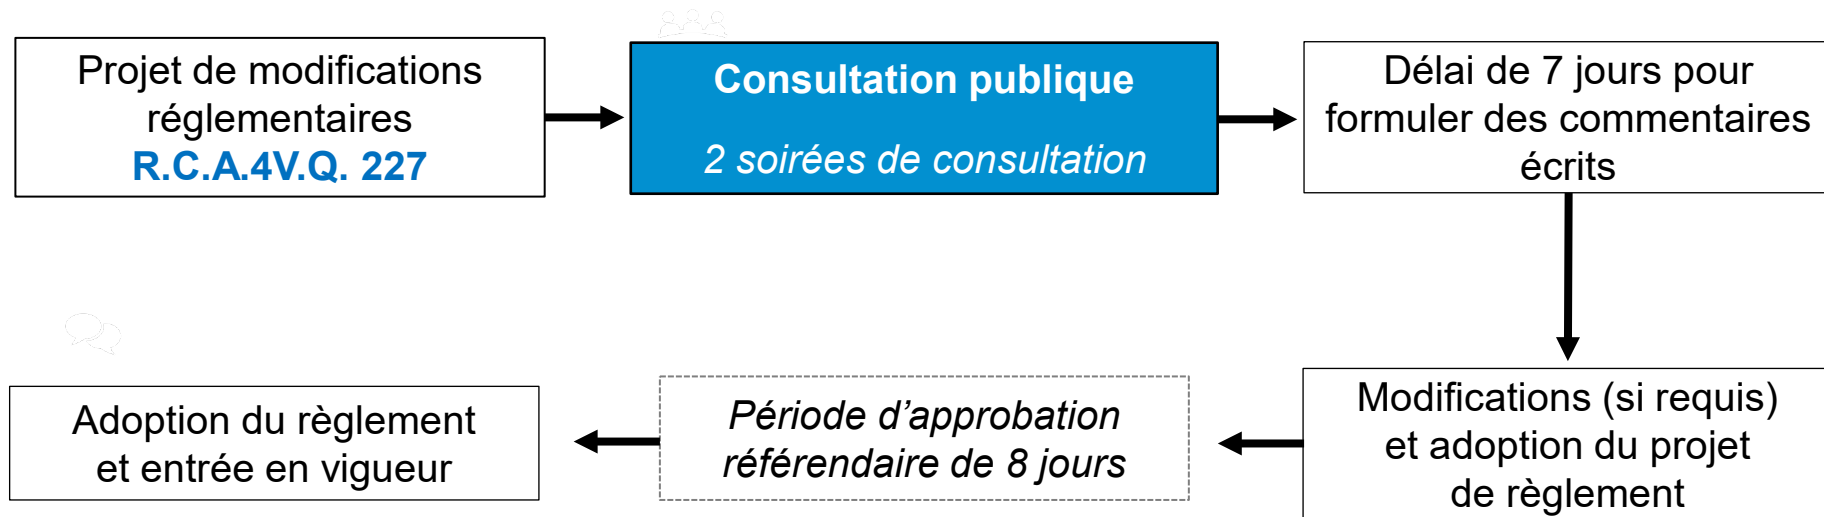 Projet de modifications
réglementaires
R.C.A.4V.Q. 227
Consultation publique
2 soirées de consultation
Délai de 7 jours pour
formuler des commentaires
écrits
Modifications (si requis)
et adoption du projet
de règlement
Période d’approbation
référendaire de 8 jours
Adoption du règlement
et entrée en vigueur